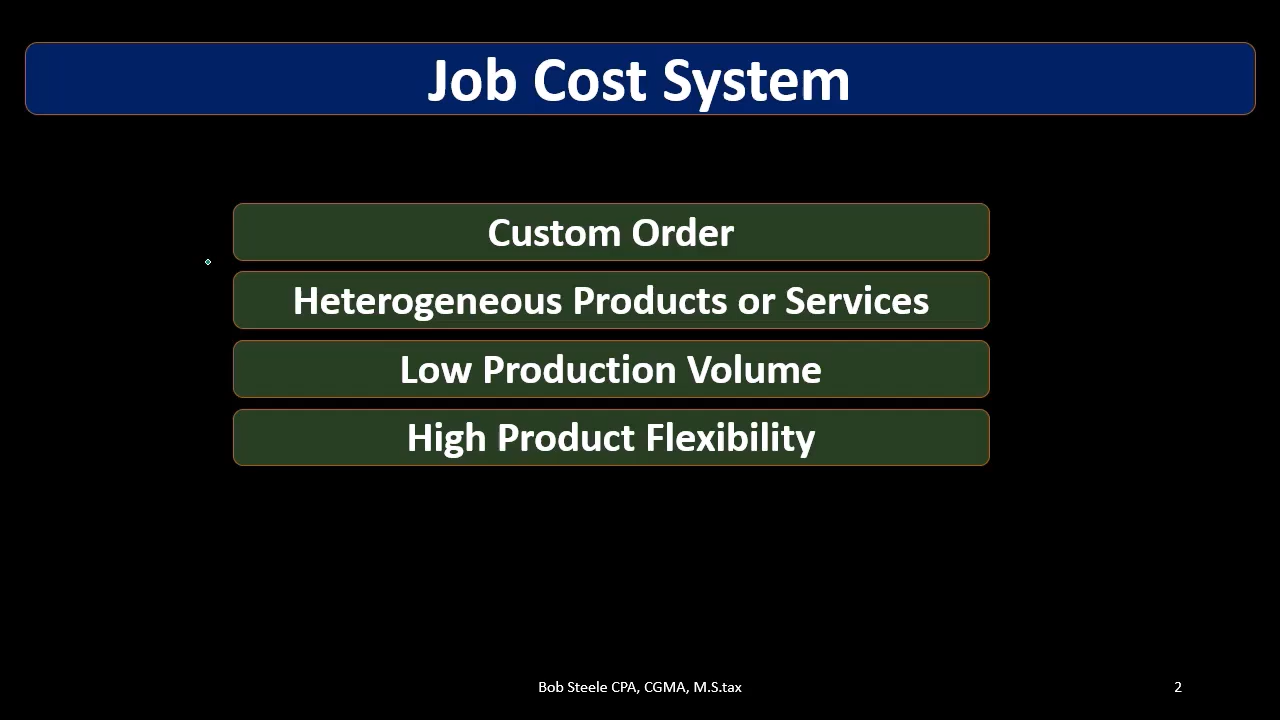 Job Cost System
Custom Order
Heterogeneous Products or Services
Low Production Volume
High Product Flexibility
Bob Steele CPA, CGMA, M.S.tax
2